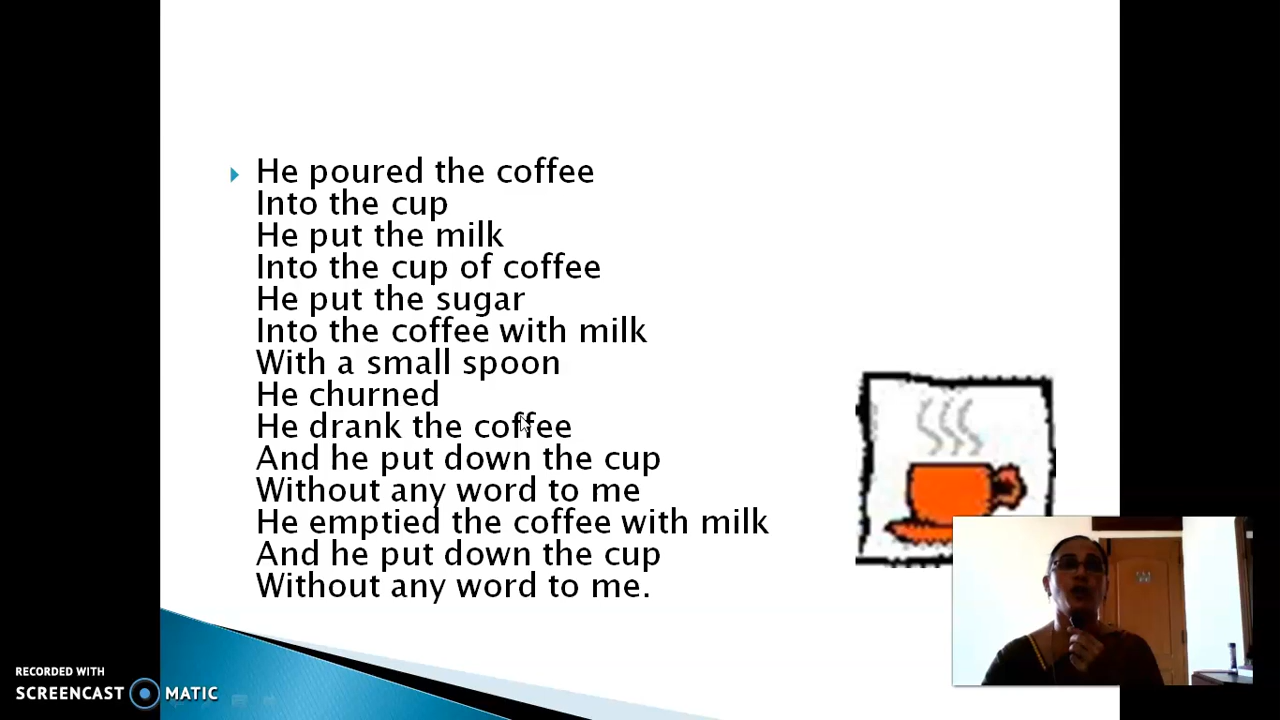 He poured the coffee
Into the cup
He put the milk
Into the cup of coffee
He put the sugar
Into the coffee with milk
With a small spoon
He churned
He drank the coffee
And he put down the cup
Without any word to me
He emptied the coffee with milk
And he put down the cup
Without any word to me.
RECORDED WITH
SCREENCAST MATIC